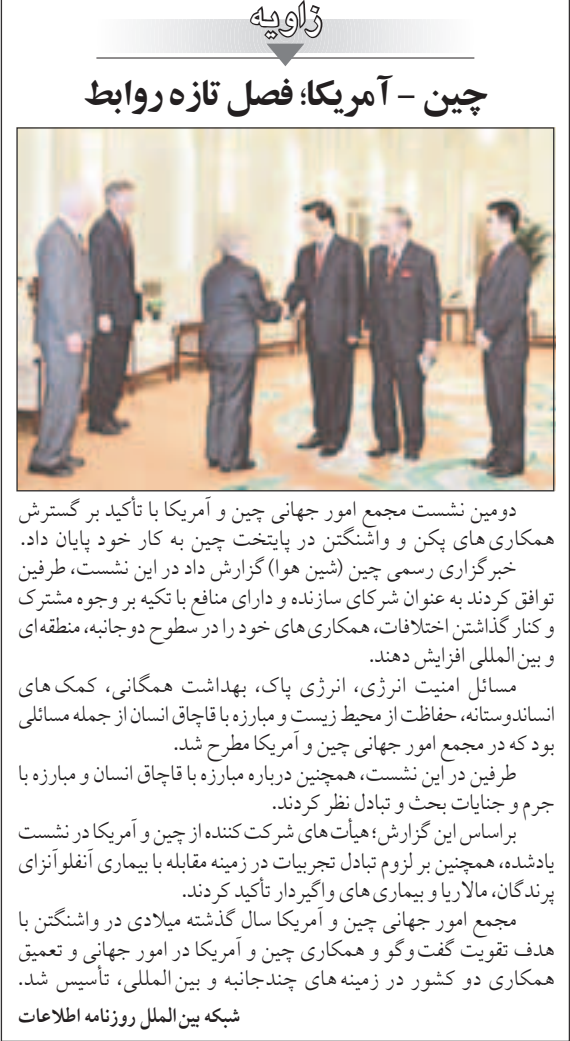 زاویه
چین – آمریکا؛ فصل تازه روابط
دومین نشست مجمع امور جهانی چین و آمریکا با تأکید بر گسترش
همکاری‌های پکن و واشنگتن در پایتخت چین به کار خود پایان داد.
خبرگزاری رسمی چین (شین هوا) گزارش داد در این نشست، طرفین
توافق کردند به عنوان شرکای سازنده و دارای منافع با تکیه بر وجوه مشترک
و کنار گذاشتن اختلافات، همکاری‌های خود را در سطوح دوجانبه، منطقه‌ای
و بین‌المللی افزایش دهند.
مسائل امنیت انرژی، انرژی پاک، بهداشت همگانی، کمک‌های
انساندوستانه، حفاظت از محیط زیست و مبارزه با قاچاق انسان از جمله مسائلی
بود که در مجمع امور جهانی چین و آمریکا مطرح شد.
طرفین در این نشست، همچنین درباره مبارزه با قاچاق انسان و مبارزه با
جرم و جنایات بحث و تبادل نظر کردند.
براساس این گزارش؛ هیأت‌های شرکت‌کننده از چین و آمریکا در نشست
یادشده، همچنین بر لزوم تبادل تجربیات در زمینه مقابله با بیماری آنفلوآنزای
پرندگان، مالاریا و بیماری‌های واگیردار تأکید کردند.
مجمع امور جهانی چین و آمریکا سال گذشته میلادی در واشنگتن با
هدف تقویت گفت‌وگو و همکاری چین و آمریکا در امور جهانی و تعمیق
همکاری دو کشور در زمینه‌های چندجانبه و بین‌المللی، تأسیس شد.
شبکه بین‌الملل روزنامه اطلاعات